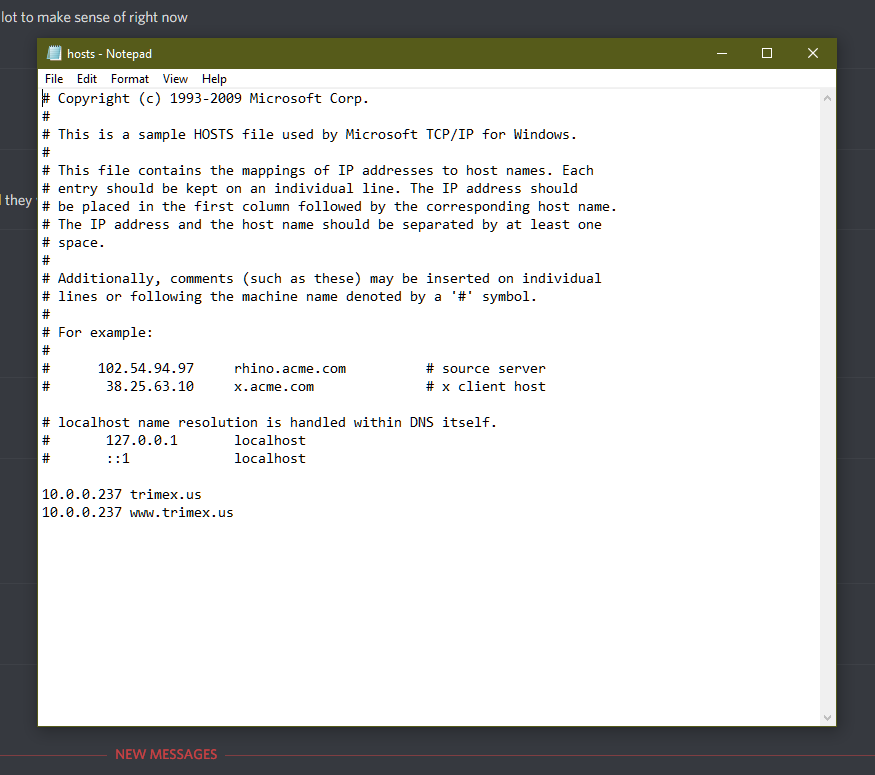 lot to make sense of right now
hosts - Notepad
File Edit Format View Help
# Copyright (c) 1993-2009 Microsoft Corp.
#
# This is a sample HOSTS file used by Microsoft TCP/IP for Windows.
#
# This file contains the mappings of IP addresses to host names. Each
# entry should be kept on an individual line. The IP address should
they
# be placed in the first column followed by the corresponding host name.
# The IP address and the host name should be separated by at least one
# space.
#
# Additionally, comments (such as these) may be inserted on individual
# lines or following the machine name denoted by a '#' symbol.
#
# For example:
#
#      102.54.94.97     rhino.acme.com          # source server
#       38.25.63.10     x.acme.com              # x client host

# localhost name resolution is handled within DNS itself.
#       127.0.0.1       localhost
#       ::1             localhost

10.0.0.237 trimex.us
10.0.0.237 www.trimex.us
NEW MESSAGES